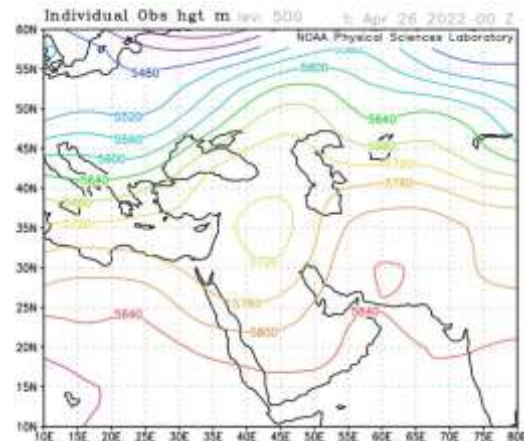 Individual Obs hgt m lev: 500 t: Apr 26 2022 00 Z
NOAA Physical Sciences Laboratory
60N
55N
50N
45N
40N
35N
30N
25N
20N
15N
10N
5480
5600
5520
5560
5640
5600
5640
5720
5760
5720
5760
5800
5840
5840
10E 15E 20E 25E 30E 35E 40E 45E 50E 55E 60E 65E 70E 75E 80E